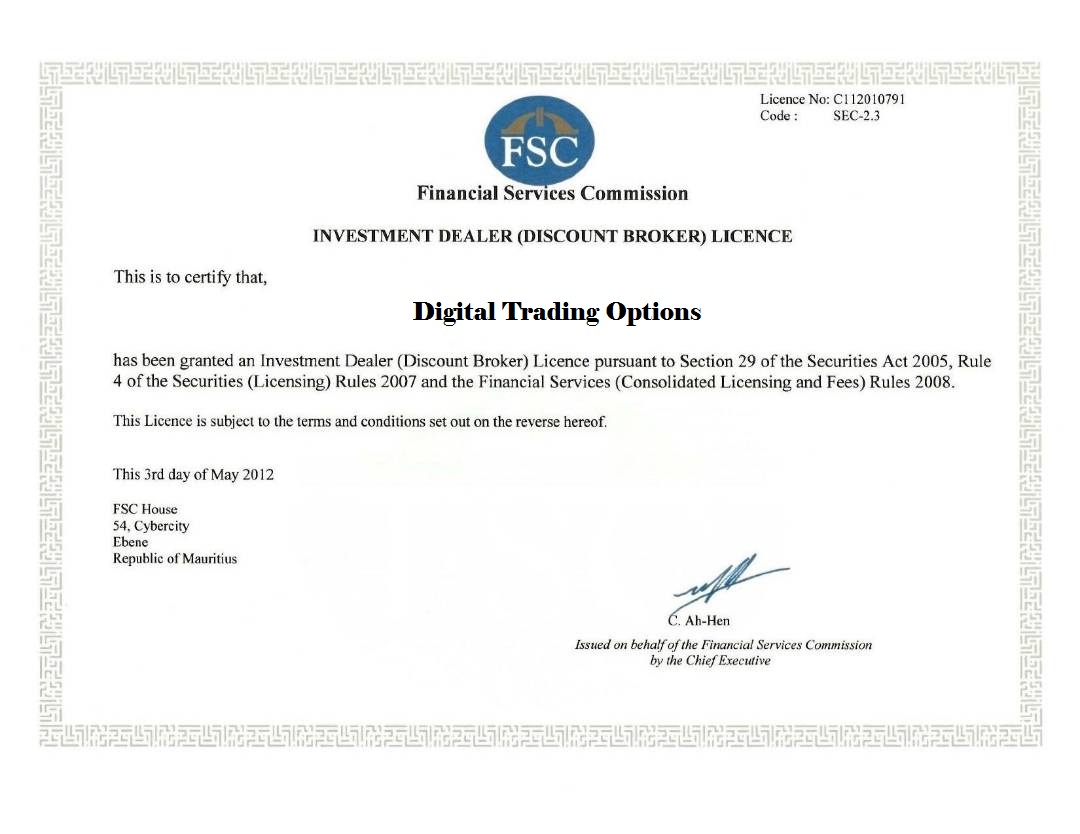 Licence No: C112010791
Code : SEC-2.3
FSC
Financial Services Commission
INVESTMENT DEALER (DISCOUNT BROKER) LICENCE
This is to certify that,
Digital Trading Options
has been granted an Investment Dealer (Discount Broker) Licence pursuant to Section 29 of the Securities Act 2005, Rule
4 of the Securities (Licensing) Rules 2007 and the Financial Services (Consolidated Licensing and Fees) Rules 2008.
This Licence is subject to the terms and conditions set out on the reverse hereof.
This 3rd day of May 2012
FSC House
54, Cybercity
Ebene
Republic of Mauritius
C. Ah-Hen
Issued on behalf of the Financial Services Commission
by the Chief Executive